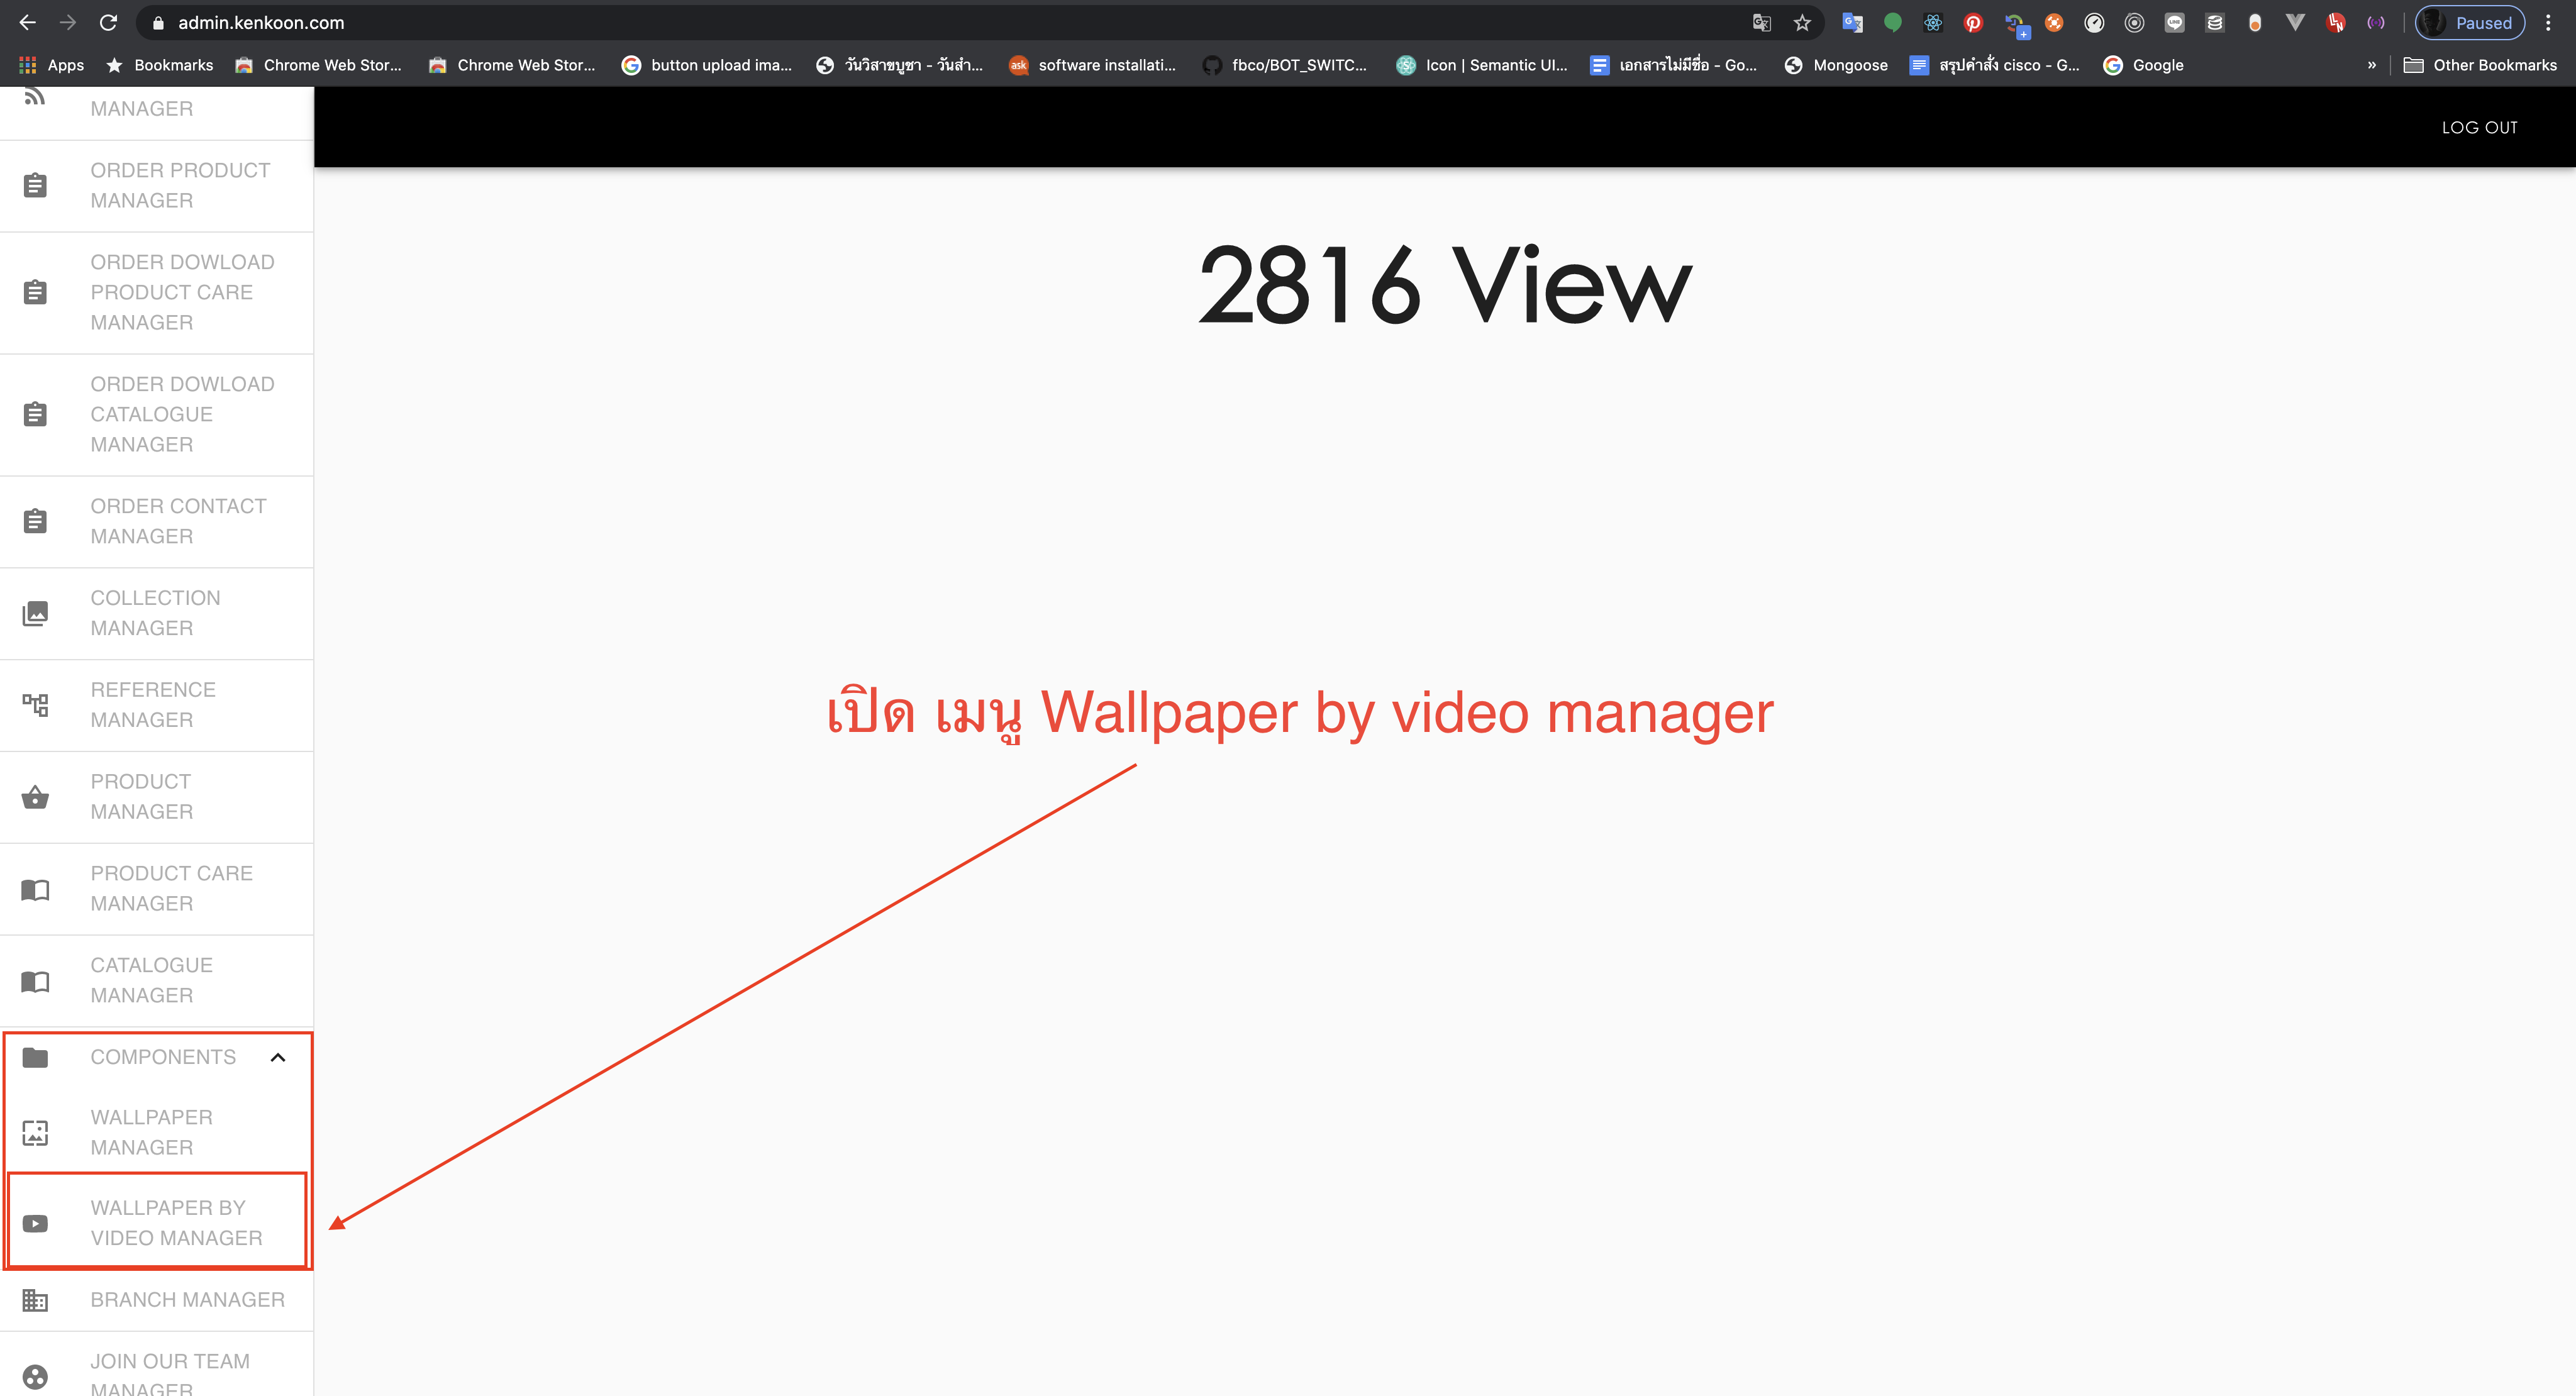 admin.kenkoon.com
Paused
Apps
Bookmarks
Chrome Web Stor...
Chrome Web Stor...
button upload ima...
วันวิสาขบูชา - วันสำ...
software installati...
fbco/BOT_SWITC...
Icon | Semantic UI...
เอกสารไม่มีชื่อ - Go...
Mongoose
สรุปคำสั่ง cisco - G...
Google
»
Other Bookmarks
LOG OUT
MANAGER
ORDER PRODUCT
MANAGER
ORDER DOWLOAD
PRODUCT CARE
MANAGER
ORDER DOWLOAD
CATALOGUE
MANAGER
ORDER CONTACT
MANAGER
COLLECTION
MANAGER
REFERENCE
MANAGER
PRODUCT
MANAGER
PRODUCT CARE
MANAGER
CATALOGUE
MANAGER
COMPONENTS
WALLPAPER
MANAGER
WALLPAPER BY
VIDEO MANAGER
BRANCH MANAGER
JOIN OUR TEAM
MANAGER
2816 View
เปิด เมนู Wallpaper by video manager